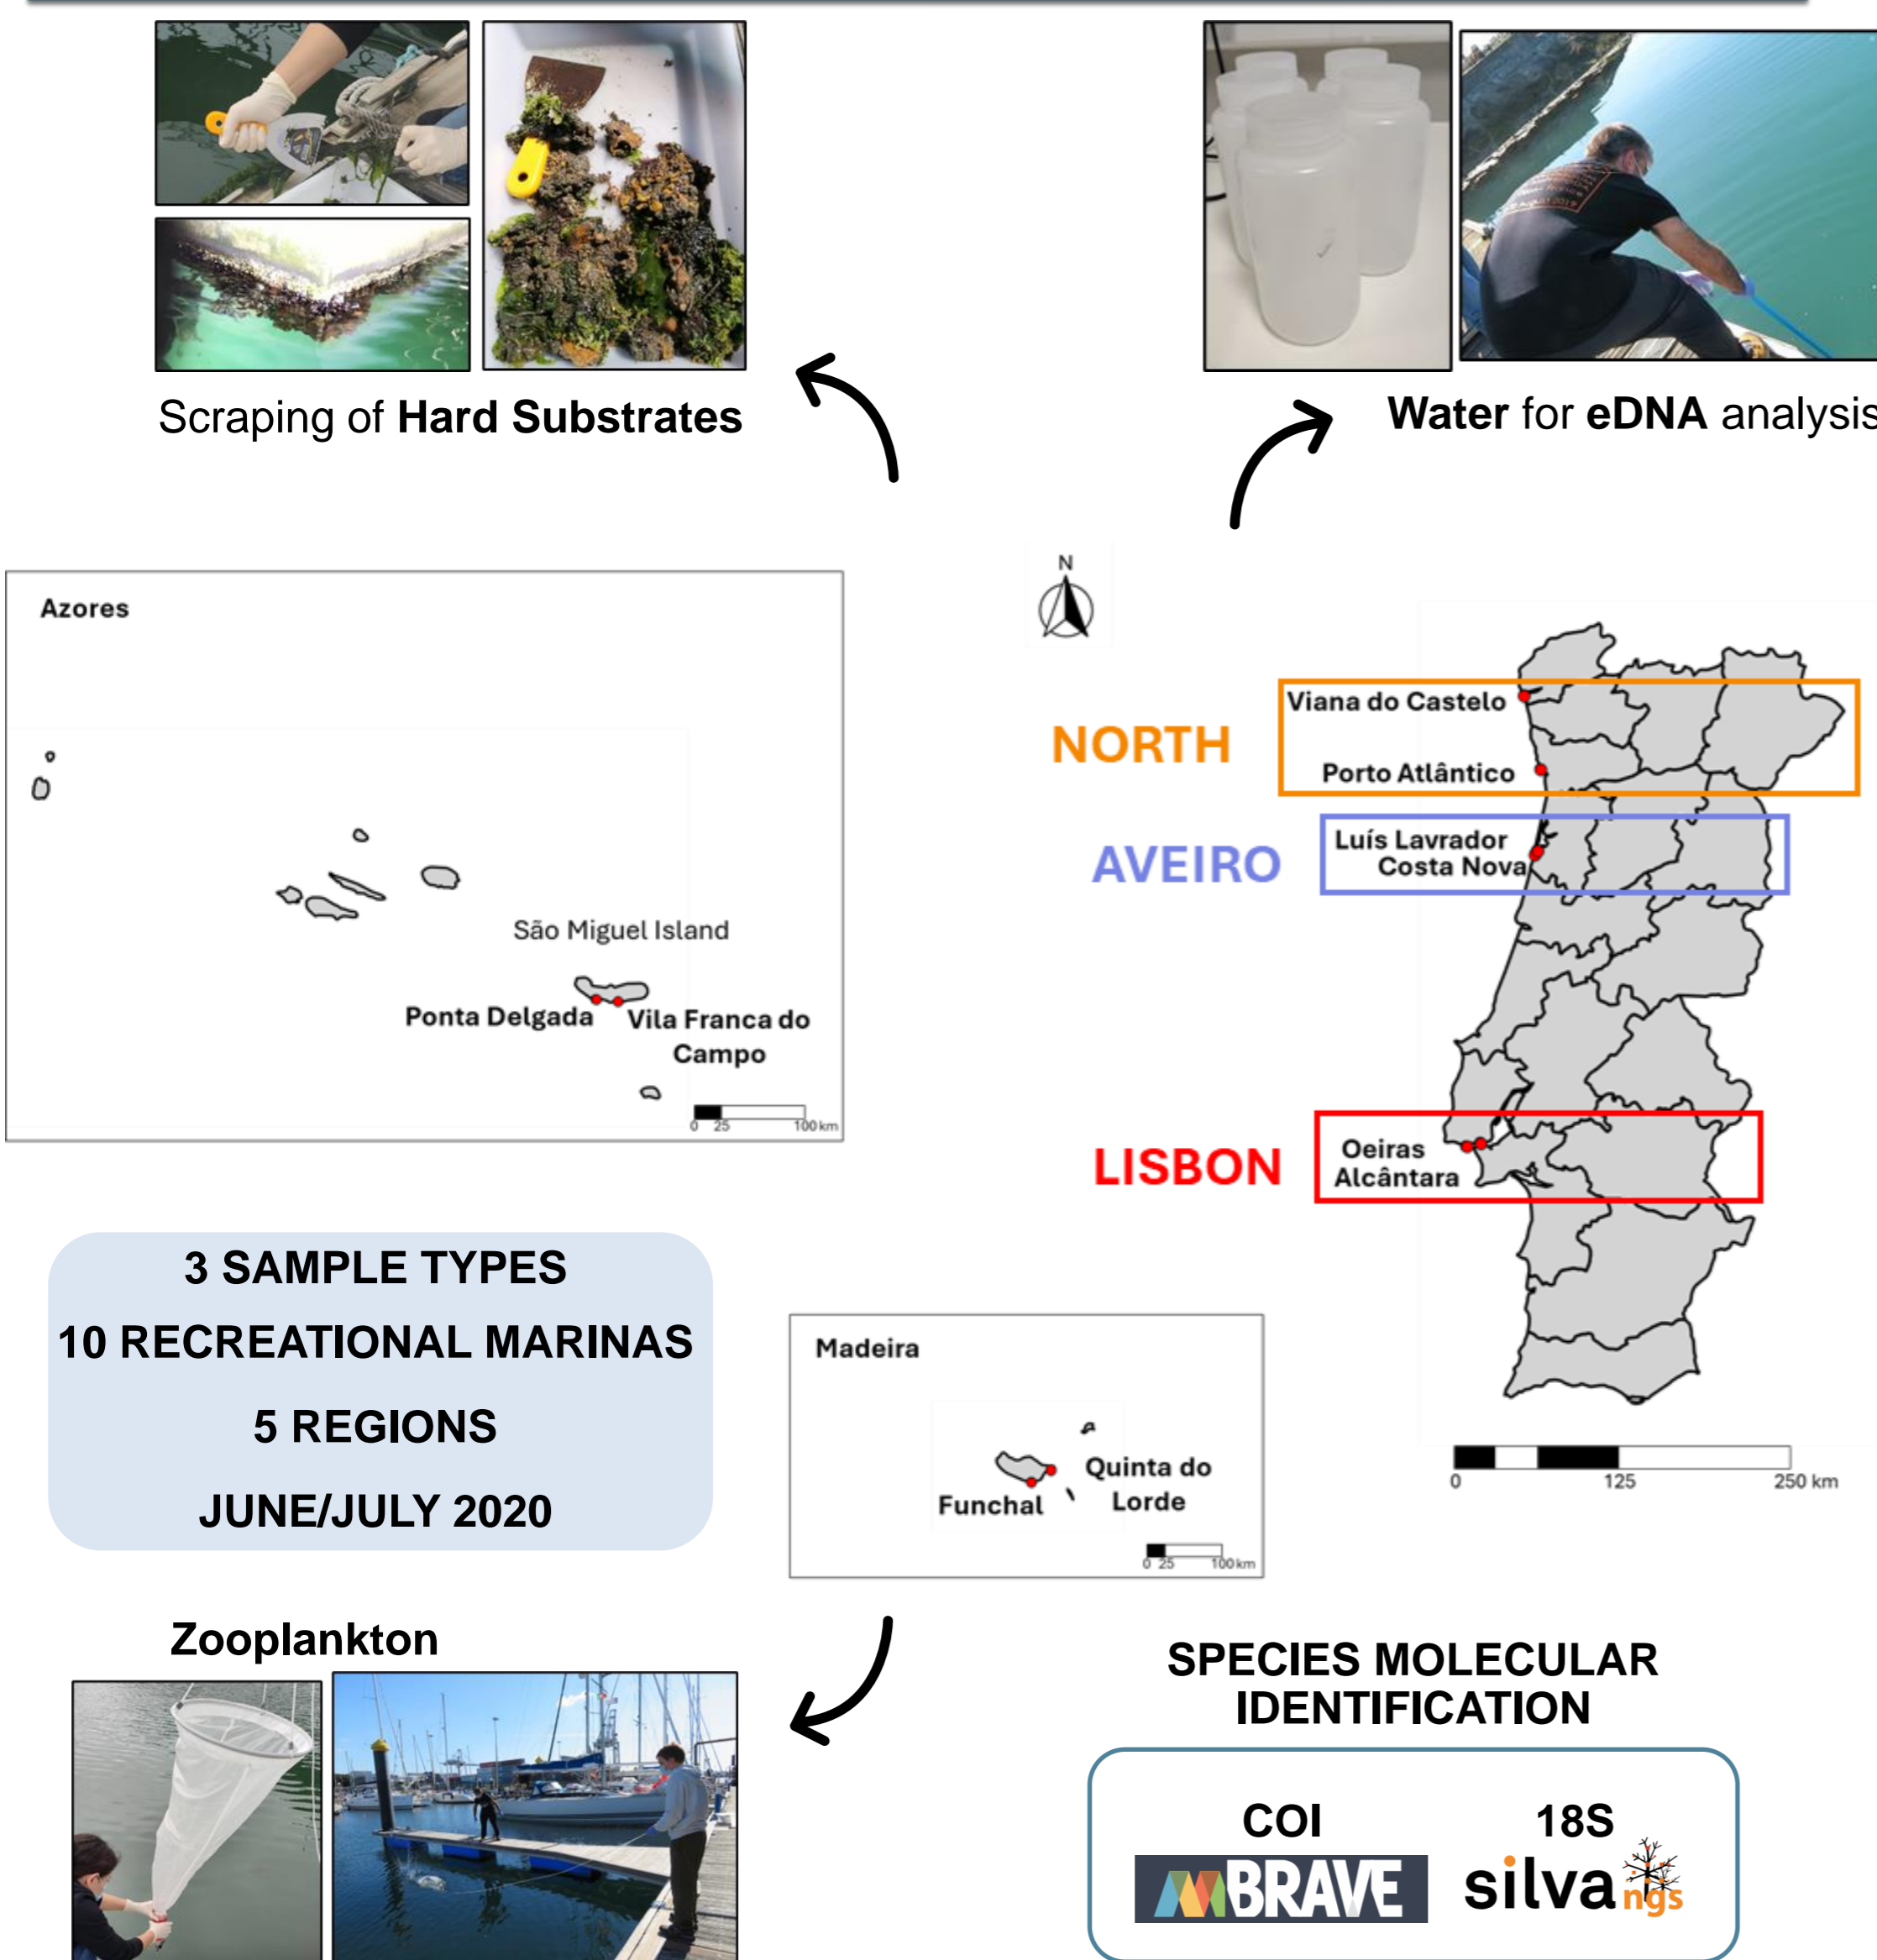 Scraping of Hard Substrates
Water for eDNA analysis
Azores
São Miguel Island
Ponta Delgada
Vila Franca do
Campo
0 25 100 km
N
NORTH
Viana do Castelo
Porto Atlântico
AVEIRO
Luís Lavrador
Costa Nova
LISBON
Oeiras
Alcântara
0 125 250 km
3 SAMPLE TYPES
10 RECREATIONAL MARINAS
5 REGIONS
JUNE/JULY 2020
Madeira
Funchal
Quinta do
Lorde
0 25 100 km
Zooplankton
SPECIES MOLECULAR
IDENTIFICATION
COI
mBRAVE
18S
silva
ngs